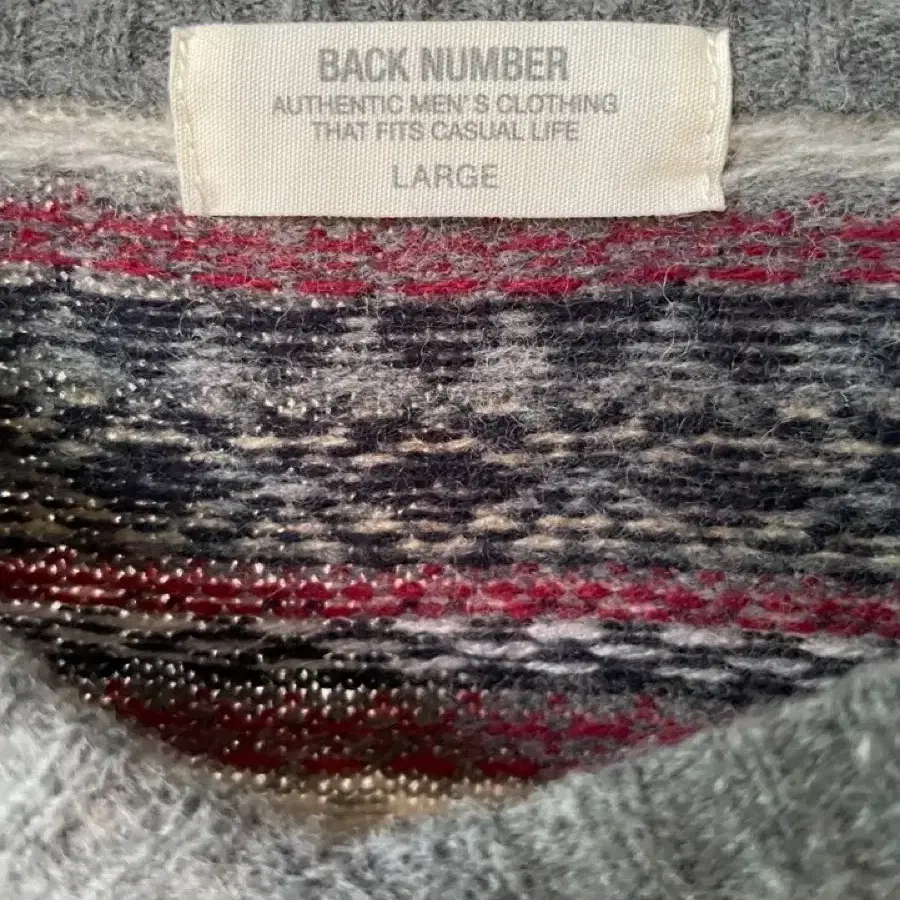 BACK NUMBER
AUTHENTIC MEN'S CLOTHING
THAT FITS CASUAL LIFE
LARGE